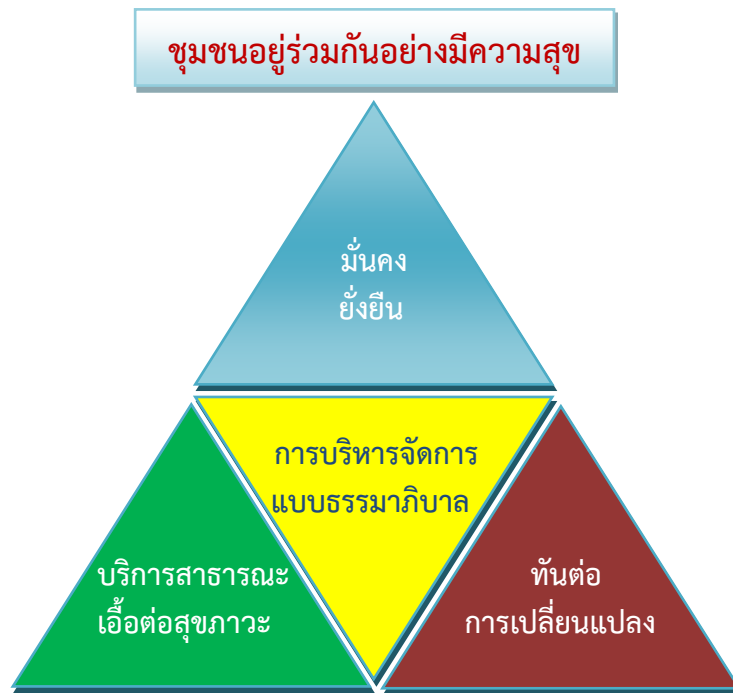 ชุมชนอยู่ร่วมกันอย่างมีความสุข
มั่นคง
ยั่งยืน
การบริหารจัดการ
แบบธรรมาภิบาล
บริการสาธารณะ
เอื้อต่อสุขภาวะ
ทันต่อ
การเปลี่ยนแปลง